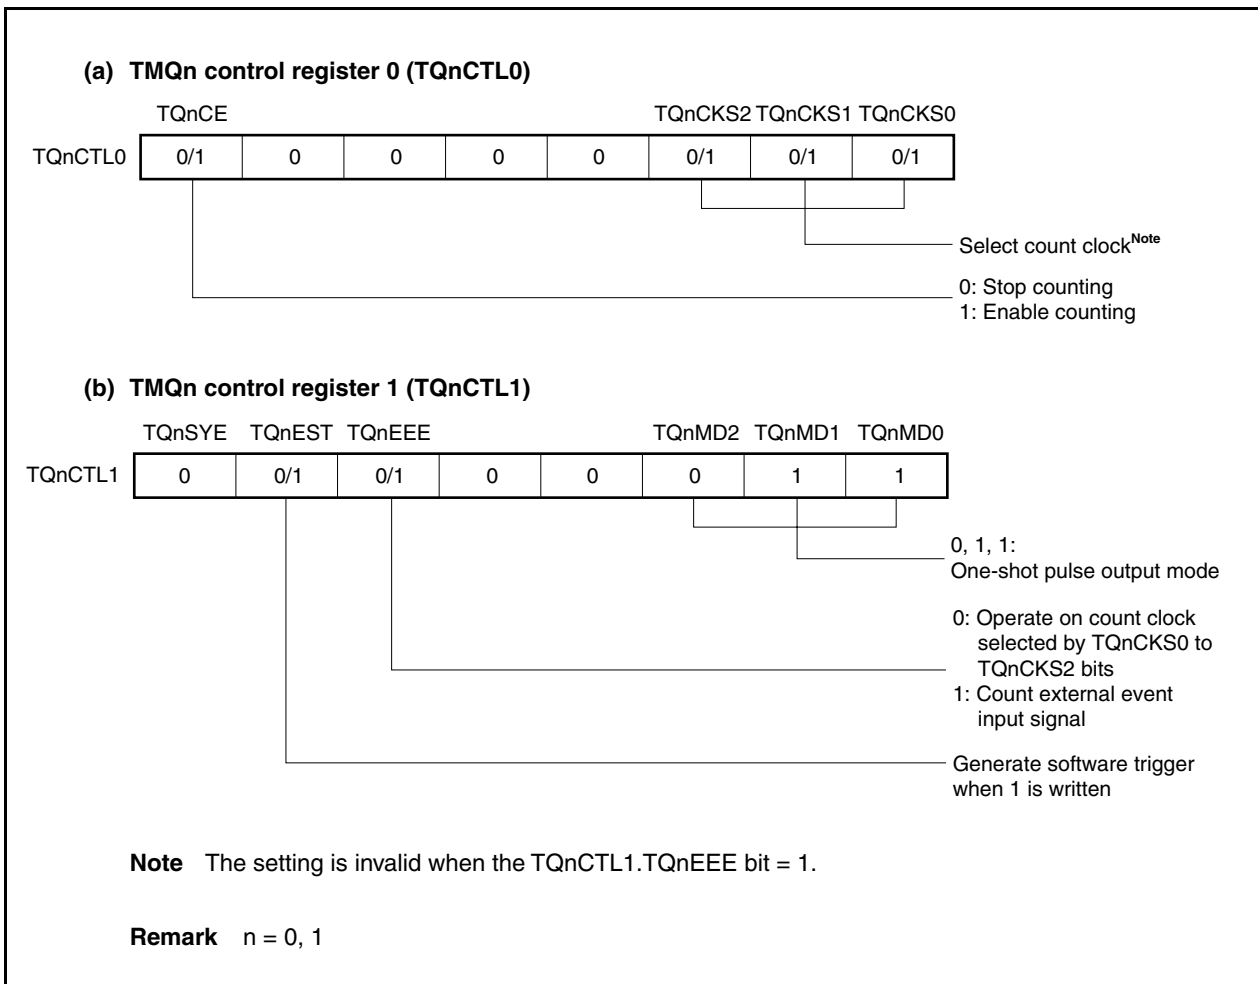 (a) TMQn control register 0 (TQnCTL0)
TQnCE TQnCKS2 TQnCKS1 TQnCKS0
TQnCTL0 0/1 0 0 0 0 0/1 0/1 0/1
Select count clockNote
0: Stop counting
1: Enable counting
(b) TMQn control register 1 (TQnCTL1)
TQnSYE TQnEST TQnEEE TQnMD2 TQnMD1 TQnMD0
TQnCTL1 0 0/1 0/1 0 0 0 1 1
0, 1, 1:
One-shot pulse output mode
0: Operate on count clock
selected by TQnCKS0 to
TQnCKS2 bits
1: Count external event
input signal
Generate software trigger
when 1 is written
Note The setting is invalid when the TQnCTL1.TQnEEE bit = 1.
Remark n = 0, 1